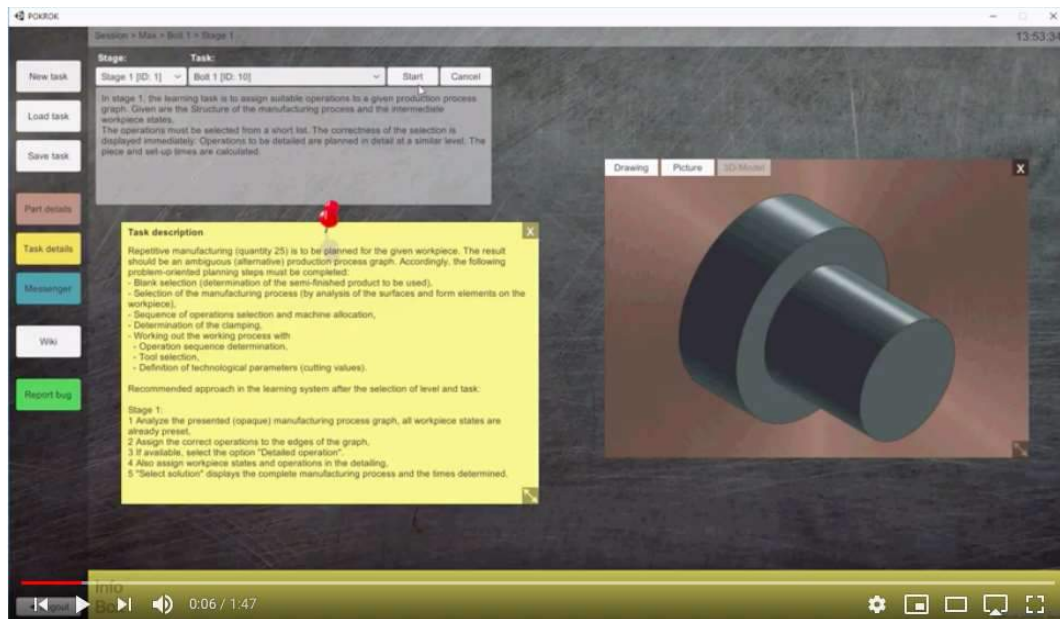 POKROK
Session > Max > Bolt 1 > Stage 1
13:53:34
Stage:
Task:
New task
Stage 1 [ID: 1]
Bolt 1 [ID: 10]
Start
Cancel
In stage 1, the learning task is to assign suitable operations to a given production process
graph. Given are the Structure of the manufacturing process and the intermediate
workpiece states.
The operations must be selected from a short list. The correctness of the selection is
displayed immediately. Operations to be detailed are planned in detail at a similar level. The
piece and set-up times are calculated.
Load task
Save task
Part details
Task details
Messenger
Wiki
Report bug
Drawing
Picture
3D-Model
X
Task description
X
Repetitive manufacturing (quantity 25) is to be planned for the given workpiece. The result
should be an ambiguous (alternative) production process graph. Accordingly, the following
problem-oriented planning steps must be completed:
- Blank selection (determination of the semi-finished product to be used),
- Selection of the manufacturing process (by analysis of the surfaces and form elements on the
workpiece),
- Sequence of operations selection and machine allocation,
- Determination of the clamping,
- Working out the working process with
- Operation sequence determination,
- Tool selection,
- Definition of technological parameters (cutting values).
Recommended approach in the learning system after the selection of level and task:
Stage 1:
1 Analyze the presented (opaque) manufacturing process graph, all workpiece states are
already preset,
2 Assign the correct operations to the edges of the graph,
3 If available, select the option "Detailed operation".
4 Also assign workpiece states and operations in the detailing,
5 "Select solution" displays the complete manufacturing process and the times determined.
Info
Box
0:06 / 1:47